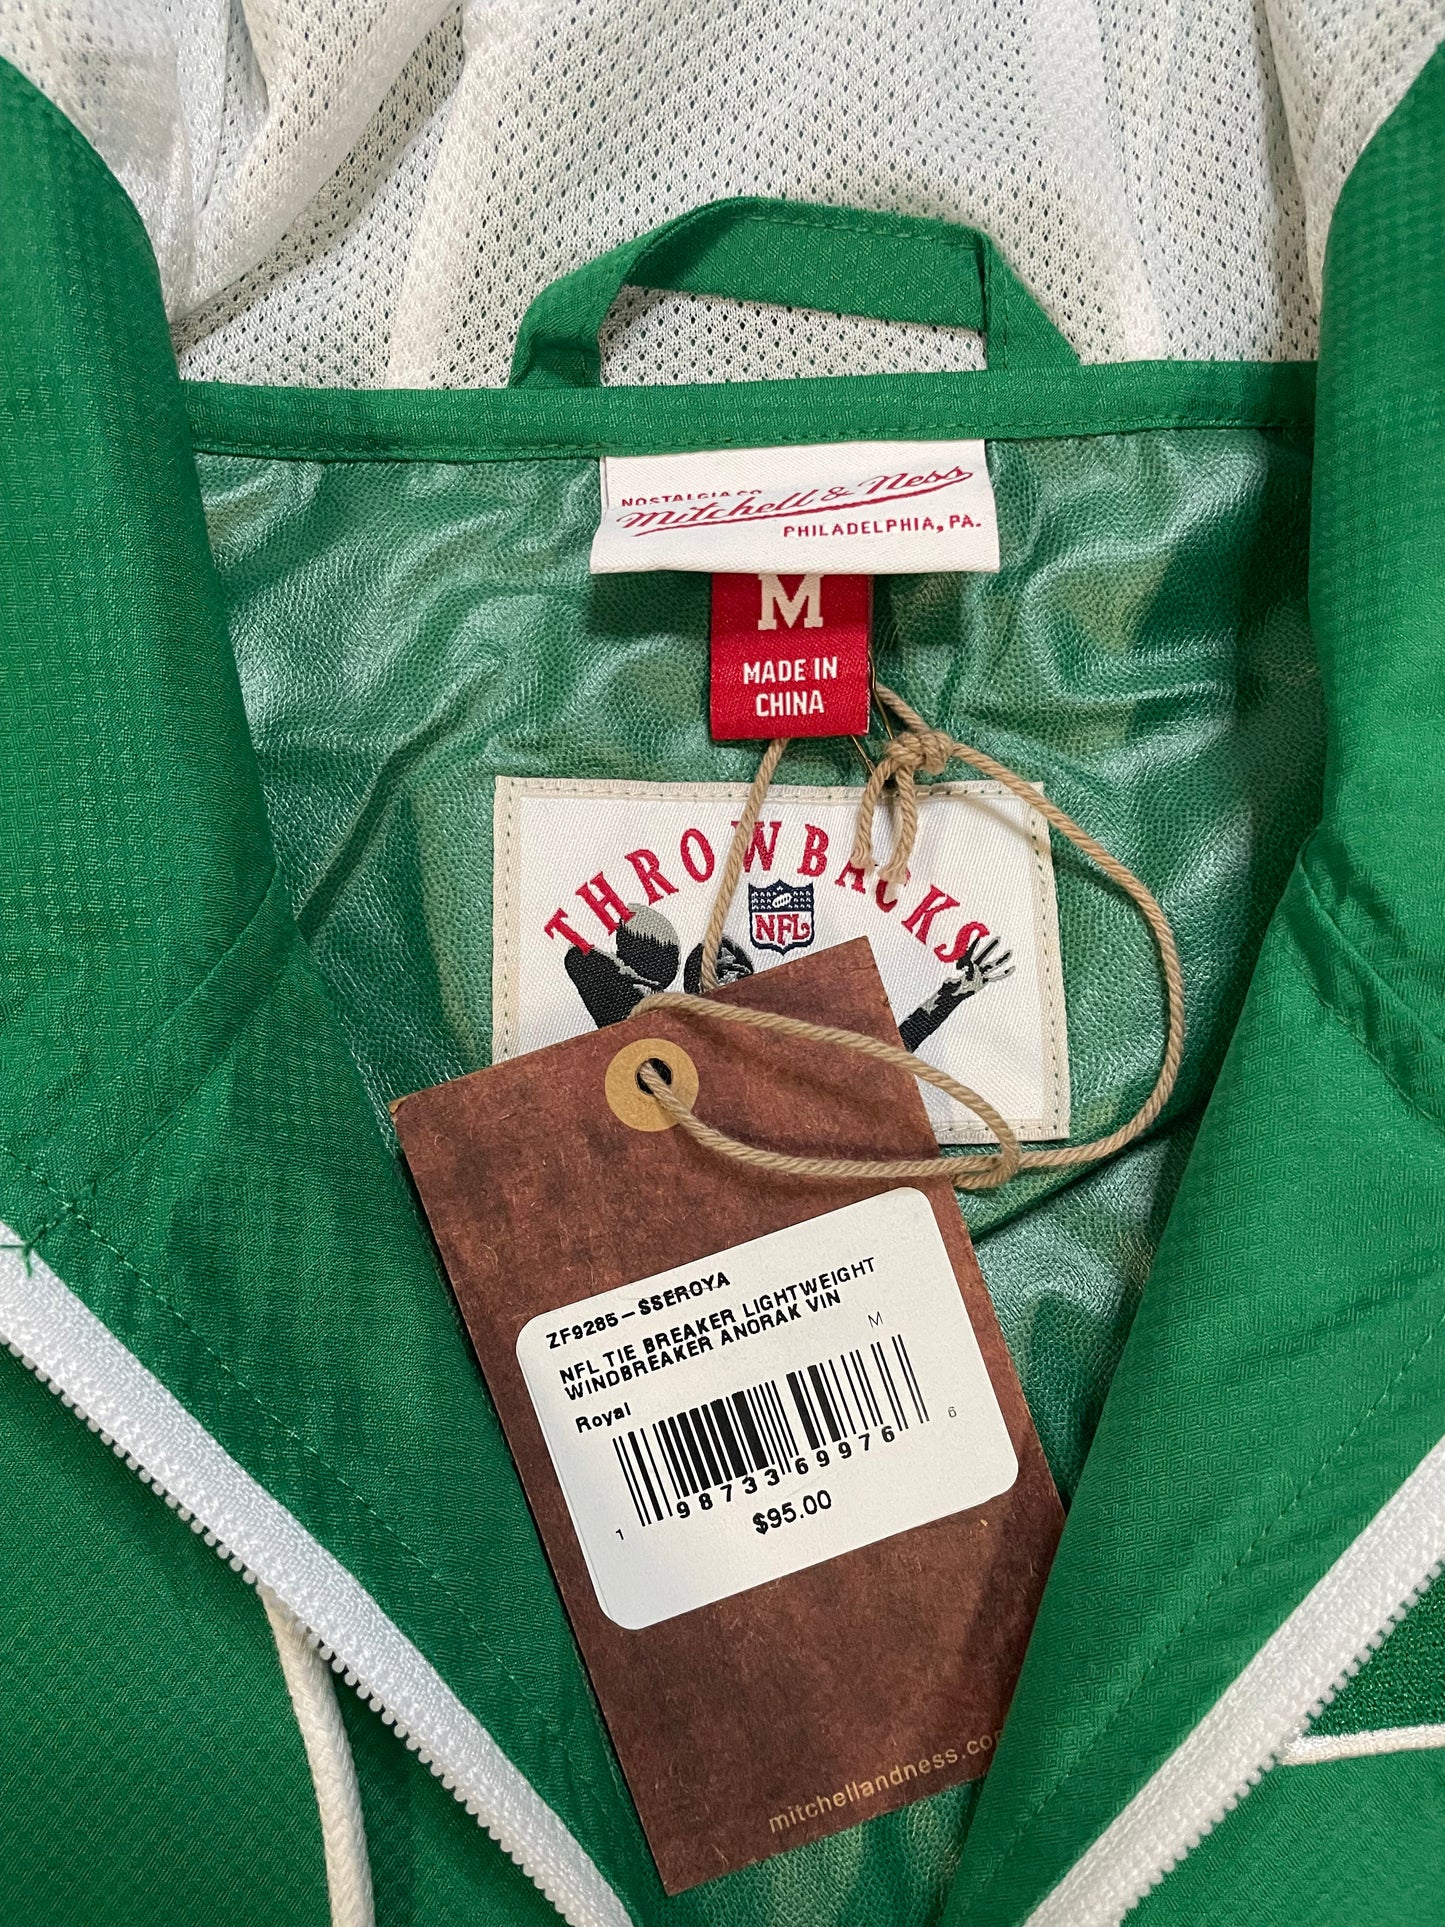 NOSTALGIA CO.
Mitchell & Ness
PHILADELPHIA, PA.
M
MADE IN
CHINA
THROWBACKS
NFL
ZF9285-SSEROYA
NFL TIE BREAKER LIGHTWEIGHT
WINDBREAKER ANORAK VIN
M
Royal
1 98733 69976 6
$95.00
mitchellandness.com